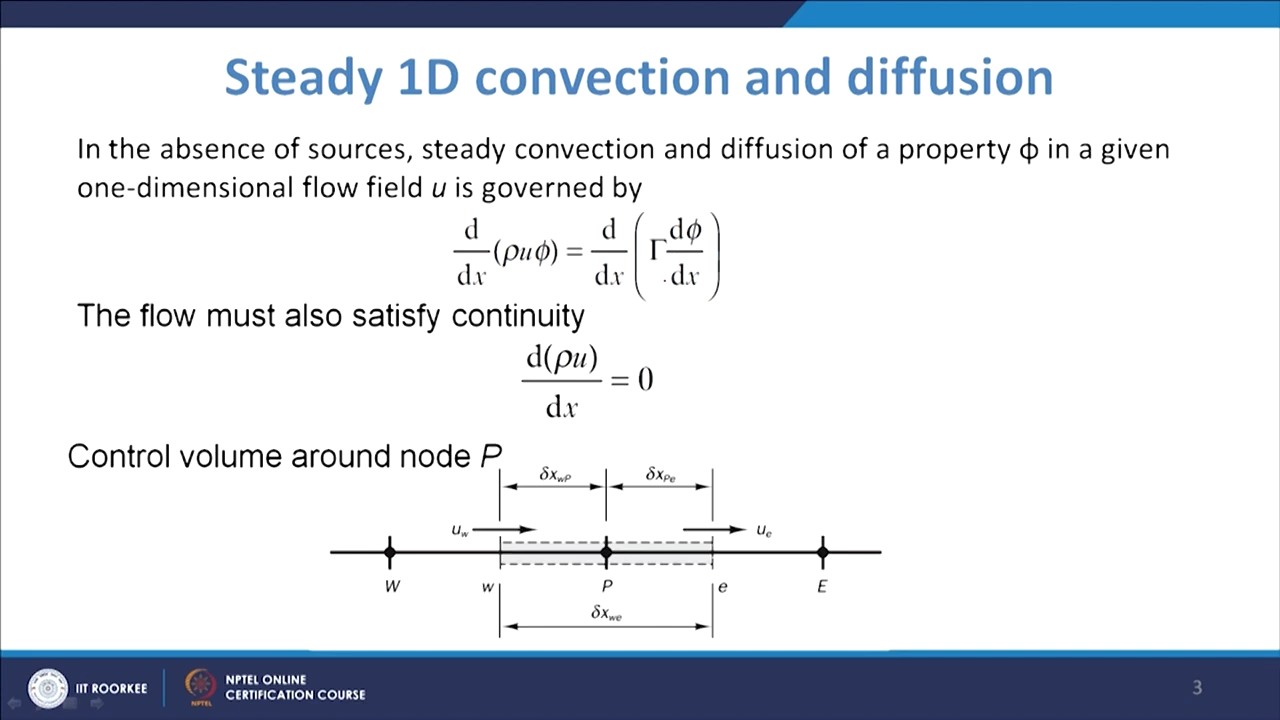 Steady 1D convection and diffusion
In the absence of sources, steady convection and diffusion of a property ϕ in a given
one-dimensional flow field u is governed by
d/dx (ρuϕ) = d/dx (Γ dϕ/dx)
The flow must also satisfy continuity
d(ρu)/dx = 0
Control volume around node P
δx_wP δx_Pe
u_w u_e
W w P e E
δx_we
IIT ROORKEE
NPTEL ONLINE
CERTIFICATION COURSE
NPTEL
3